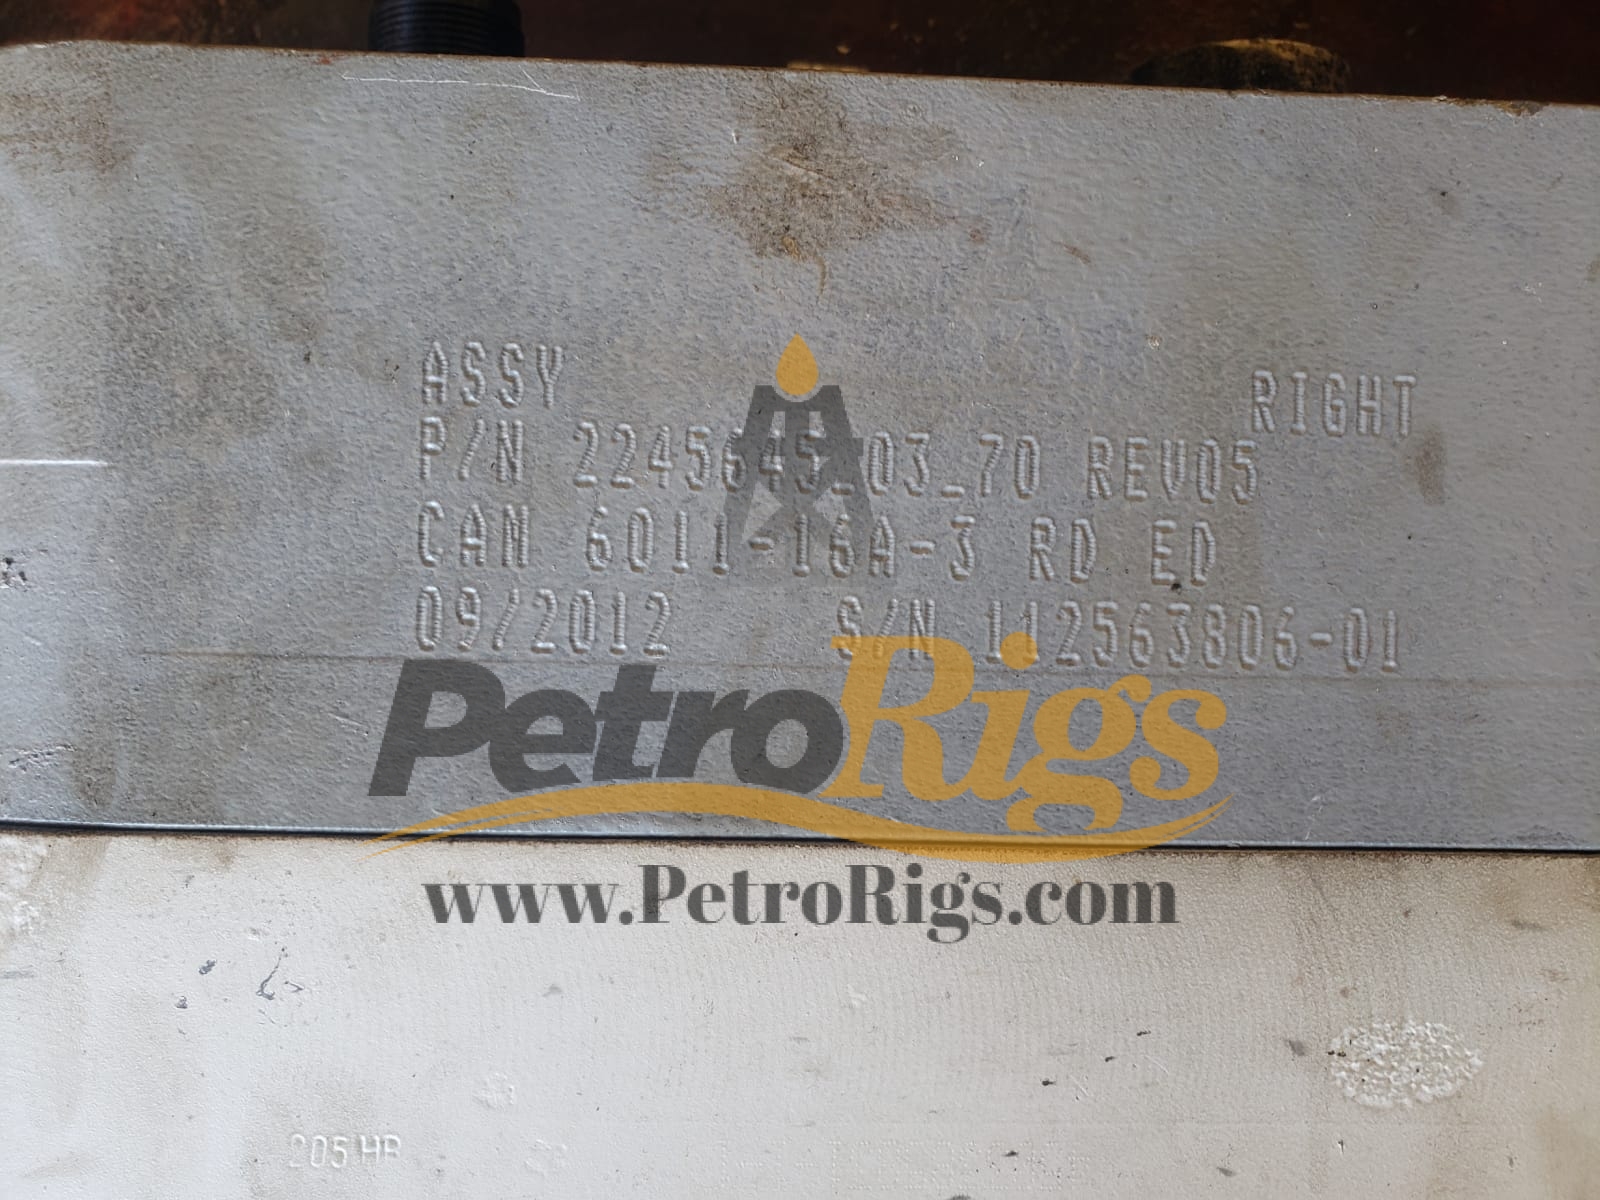 ASSY RIGHT
P/N 2245645_03_70 REV05
CAM 6011-16A-3 RD ED
09/2012 S/N 112563806-01
PetroRigs
www.PetroRigs.com
205 HB